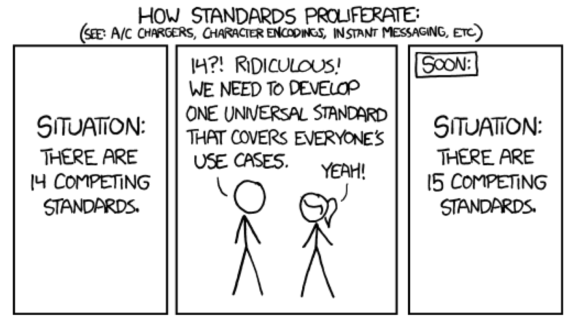 HOW STANDARDS PROLIFERATE:
(SEE: A/C CHARGERS, CHARACTER ENCODINGS, INSTANT MESSAGING, ETC.)
SITUATION:
THERE ARE
14 COMPETING
STANDARDS.
14?! RIDICULOUS!
WE NEED TO DEVELOP
ONE UNIVERSAL STANDARD
THAT COVERS EVERYONE'S
USE CASES.
YEAH!
SOON:
SITUATION:
THERE ARE
15 COMPETING
STANDARDS.